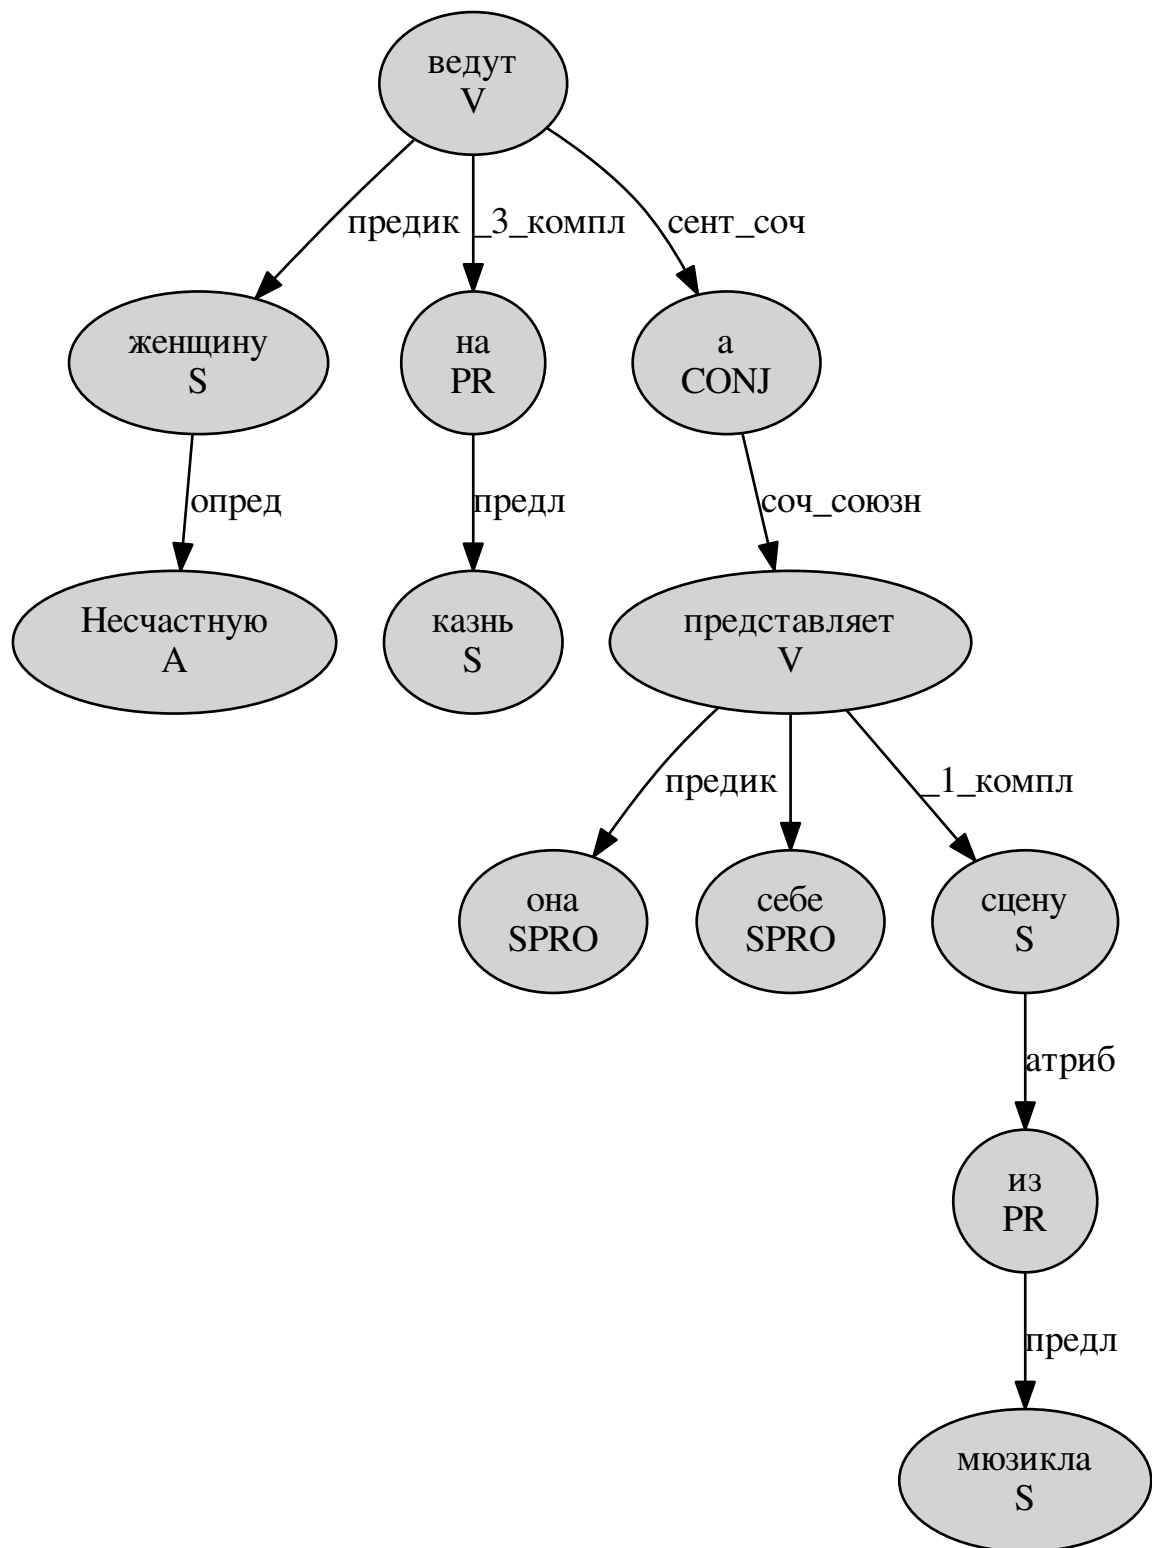 ведут
V
предик
_3_компл
сент_соч
женщину
S
на
PR
а
CONJ
опред
предл
соч_союзн
Несчастную
A
казнь
S
представляет
V
предик
_1_компл
она
SPRO
себе
SPRO
сцену
S
атриб
из
PR
предл
мюзикла
S